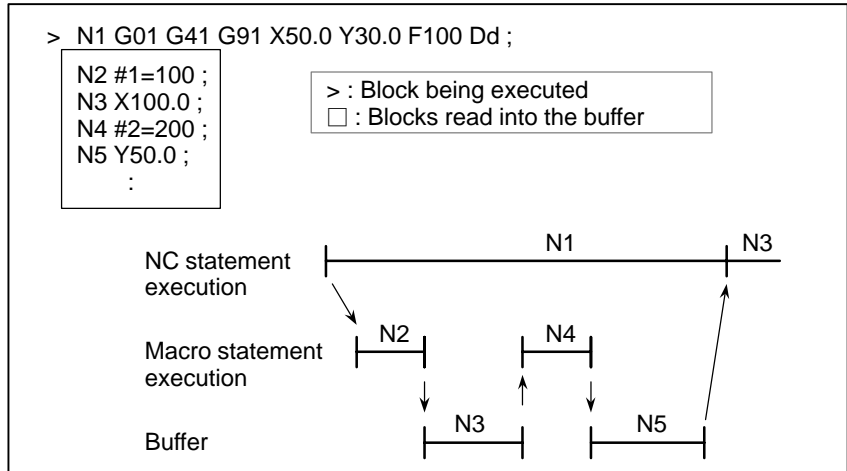 > N1 G01 G41 G91 X50.0 Y30.0 F100 Dd ;
N2 #1=100 ;
N3 X100.0 ;
N4 #2=200 ;
N5 Y50.0 ;
:
> : Block being executed
□ : Blocks read into the buffer
N1 N3
NC statement
execution
N2 N4
Macro statement
execution
N3 N5
Buffer